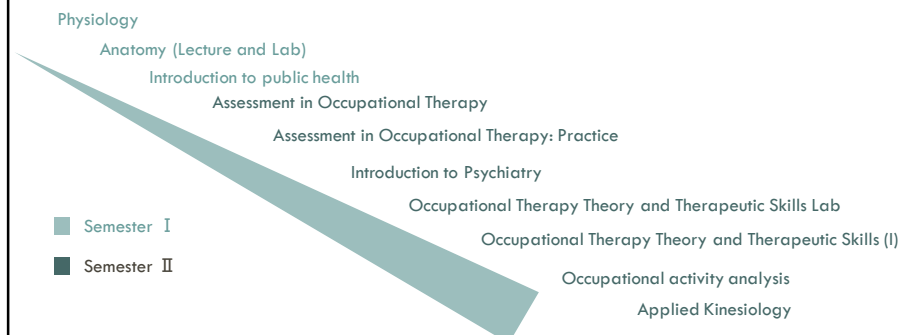 Physiology
Anatomy (Lecture and Lab)
Introduction to public health
Assessment in Occupational Therapy
Assessment in Occupational Therapy: Practice
Introduction to Psychiatry
Occupational Therapy Theory and Therapeutic Skills Lab
Occupational Therapy Theory and Therapeutic Skills (I)
Occupational activity analysis
Applied Kinesiology
Semester Ⅰ
Semester Ⅱ